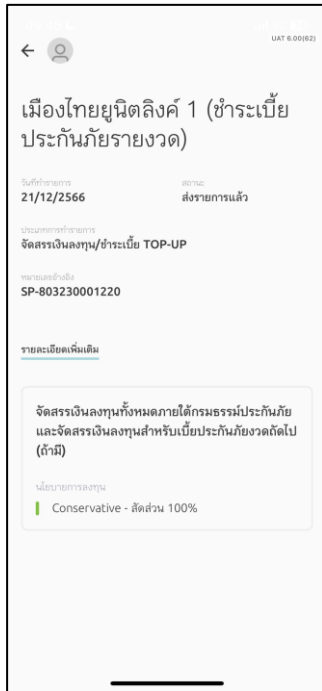 UAT 6.00(62)
เมืองไทยยูนิตลิงค์ 1 (ชำระเบี้ย
ประกันภัยรายงวด)
วันที่ทำรายการ
21/12/2566
สถานะ
ส่งรายการแล้ว
ประเภทการทำรายการ
จัดสรรเงินลงทุน/ชำระเบี้ย TOP-UP
หมายเลขอ้างอิง
SP-803230001220
รายละเอียดเพิ่มเติม
จัดสรรเงินลงทุนทั้งหมดภายใต้กรมธรรม์ประกันภัย
และจัดสรรเงินลงทุนสำหรับเบี้ยประกันภัยงวดถัดไป
(ถ้ามี)
นโยบายการลงทุน
Conservative - สัดส่วน 100%